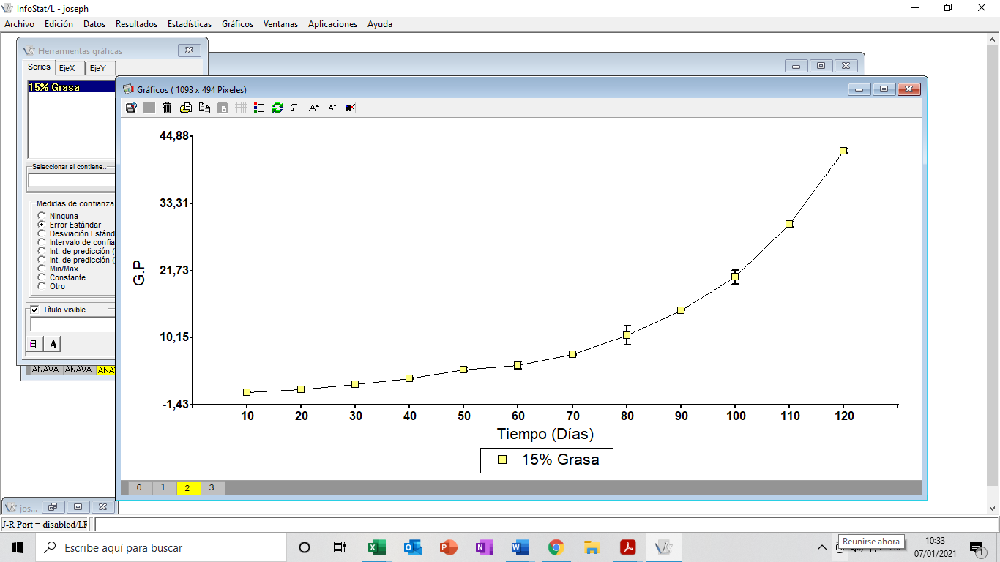 InfoStat/L - joseph
Archivo Edición Datos Resultados Estadísticas Gráficos Ventanas Aplicaciones Ayuda
Herramientas gráficas
Series EjeX EjeY
15% Grasa
Seleccionar si contiene..
Medidas de confianza
Ninguna
Error Estándar
Desviación Estánd
Intervalo de confia
Int. de predicción (
Int. de predicción (
Min/Max
Constante
Otro
Título visible
A
ANAVA ANAVA ANA
Gráficos ( 1093 x 494 Pixeles)
44,88
33,31
21,73
10,15
-1,43
G.P
10 20 30 40 50 60 70 80 90 100 110 120
Tiempo (Días)
15% Grasa
0 1 2 3
jos...
J-R Port = disabled/LF
Escribe aquí para buscar
Reunirse ahora
10:33
07/01/2021
1